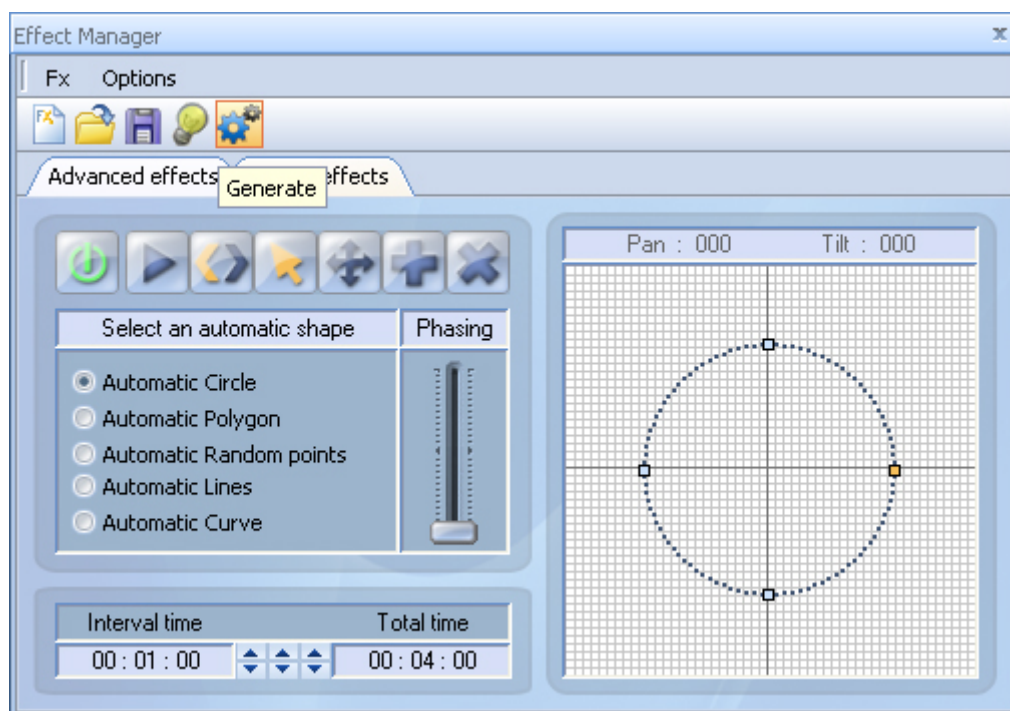 Effect Manager
x
Fx Options
FX
Advanced effects effects
Generate
Pan : 000 Tilt : 000
Select an automatic shape Phasing
Automatic Circle
Automatic Polygon
Automatic Random points
Automatic Lines
Automatic Curve
Interval time Total time
00 : 01 : 00 00 : 04 : 00